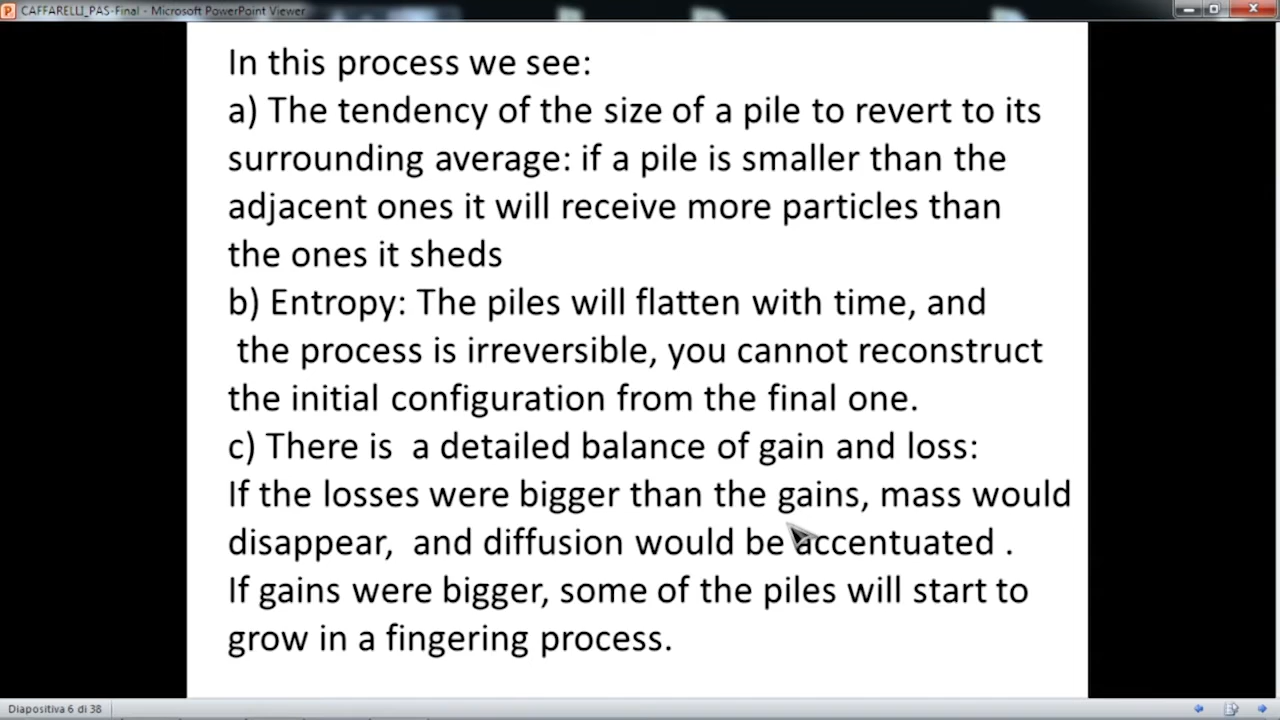 CAFFARELLI_PAS-Final - Microsoft PowerPoint Viewer
In this process we see:
a) The tendency of the size of a pile to revert to its
surrounding average: if a pile is smaller than the
adjacent ones it will receive more particles than
the ones it sheds
b) Entropy: The piles will flatten with time, and
the process is irreversible, you cannot reconstruct
the initial configuration from the final one.
c) There is a detailed balance of gain and loss:
If the losses were bigger than the gains, mass would
disappear, and diffusion would be accentuated .
If gains were bigger, some of the piles will start to
grow in a fingering process.
Diapositiva 6 di 38